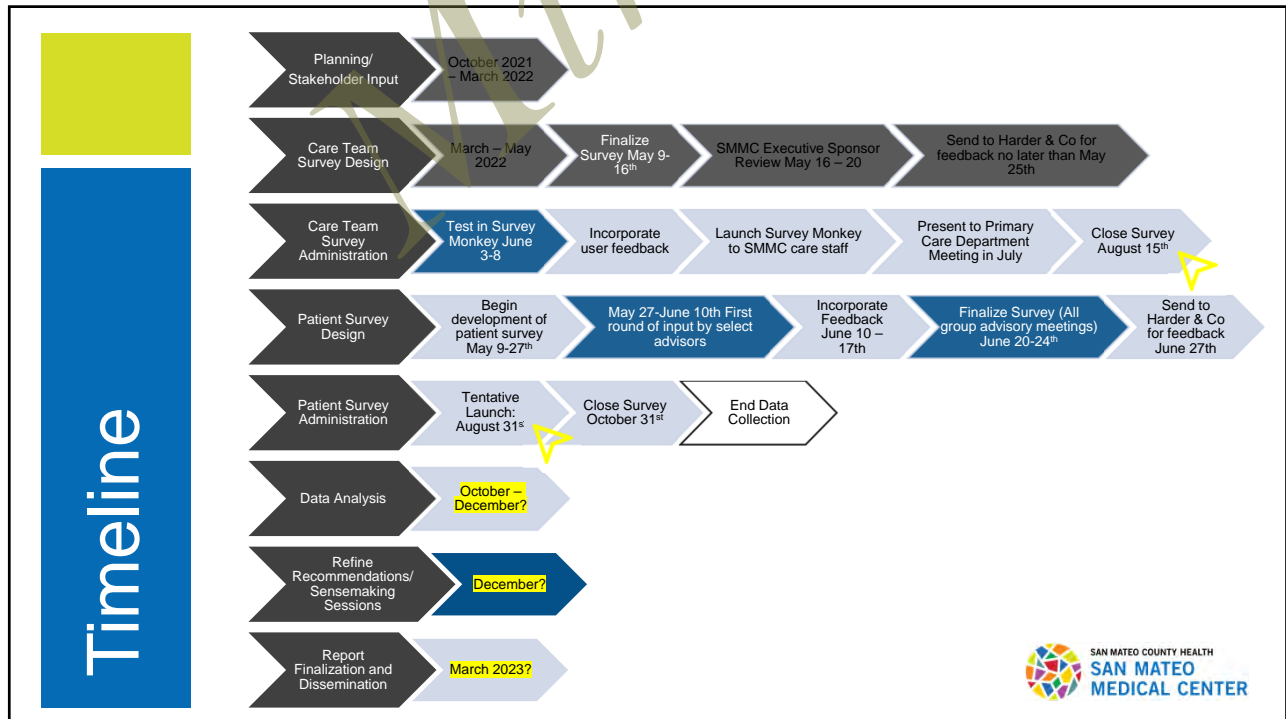 Timeline
Planning/
Stakeholder Input
October 2021
– March 2022
Care Team
Survey Design
March – May
2022
Finalize
Survey May 9-
16th
SMMC Executive Sponsor
Review May 16 – 20
Send to Harder & Co for
feedback no later than May
25th
Care Team
Survey
Administration
Test in Survey
Monkey June
3-8
Incorporate
user feedback
Launch Survey Monkey
to SMMC care staff
Present to Primary
Care Department
Meeting in July
Close Survey
August 15th
Patient Survey
Design
Begin
development of
patient survey
May 9-27th
May 27-June 10th First
round of input by select
advisors
Incorporate
Feedback
June 10 –
17th
Finalize Survey (All
group advisory meetings)
June 20-24th
Send to
Harder & Co
for feedback
June 27th
Patient Survey
Administration
Tentative
Launch:
August 31s
Close Survey
October 31st
End Data
Collection
Data Analysis
October –
December?
Refine
Recommendations/
Sensemaking
Sessions
December?
Report
Finalization and
Dissemination
March 2023?
SAN MATEO COUNTY HEALTH
SAN MATEO
MEDICAL CENTER